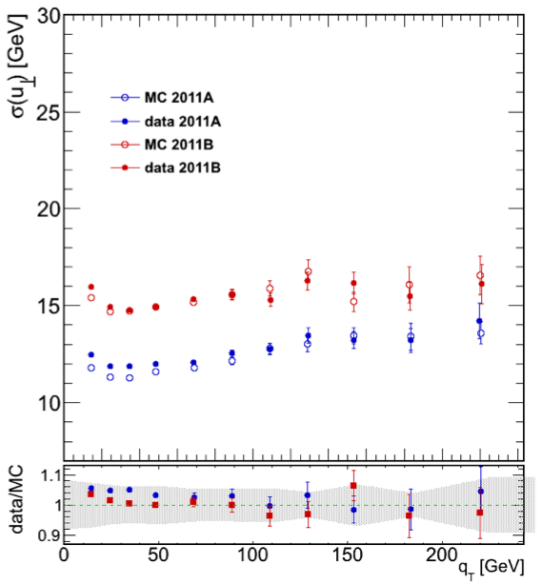 σ(u⊥) [GeV]
30
25
20
15
10
MC 2011A
data 2011A
MC 2011B
data 2011B
data/MC
1.1
1
0.9
0 50 100 150 200
q_T [GeV]